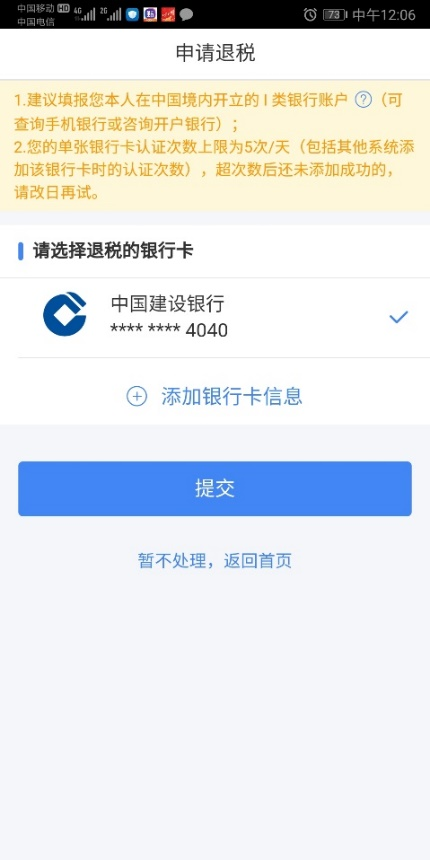 中国移动 HD 4G 2G 73 中午12:06
中国电信
申请退税
1.建议填报您本人在中国境内开立的 I 类银行账户 ?（可
查询手机银行或咨询开户银行）；
2.您的单张银行卡认证次数上限为5次/天（包括其他系统添
加该银行卡时的认证次数），超次数后还未添加成功的，
请改日再试。
请选择退税的银行卡
中国建设银行
**** **** 4040
添加银行卡信息
提交
暂不处理，返回首页